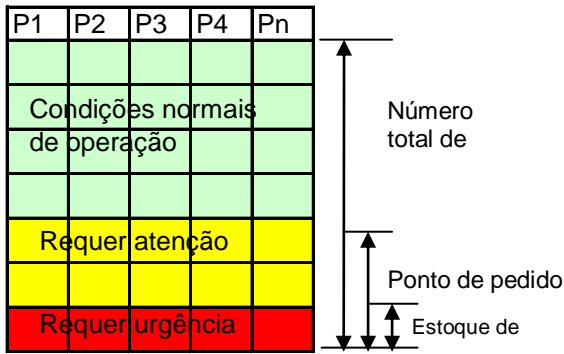 P1 P2 P3 P4 Pn
Condições normais
de operação
Número
total de
Requer atenção
Ponto de pedido
Requer urgência
Estoque de